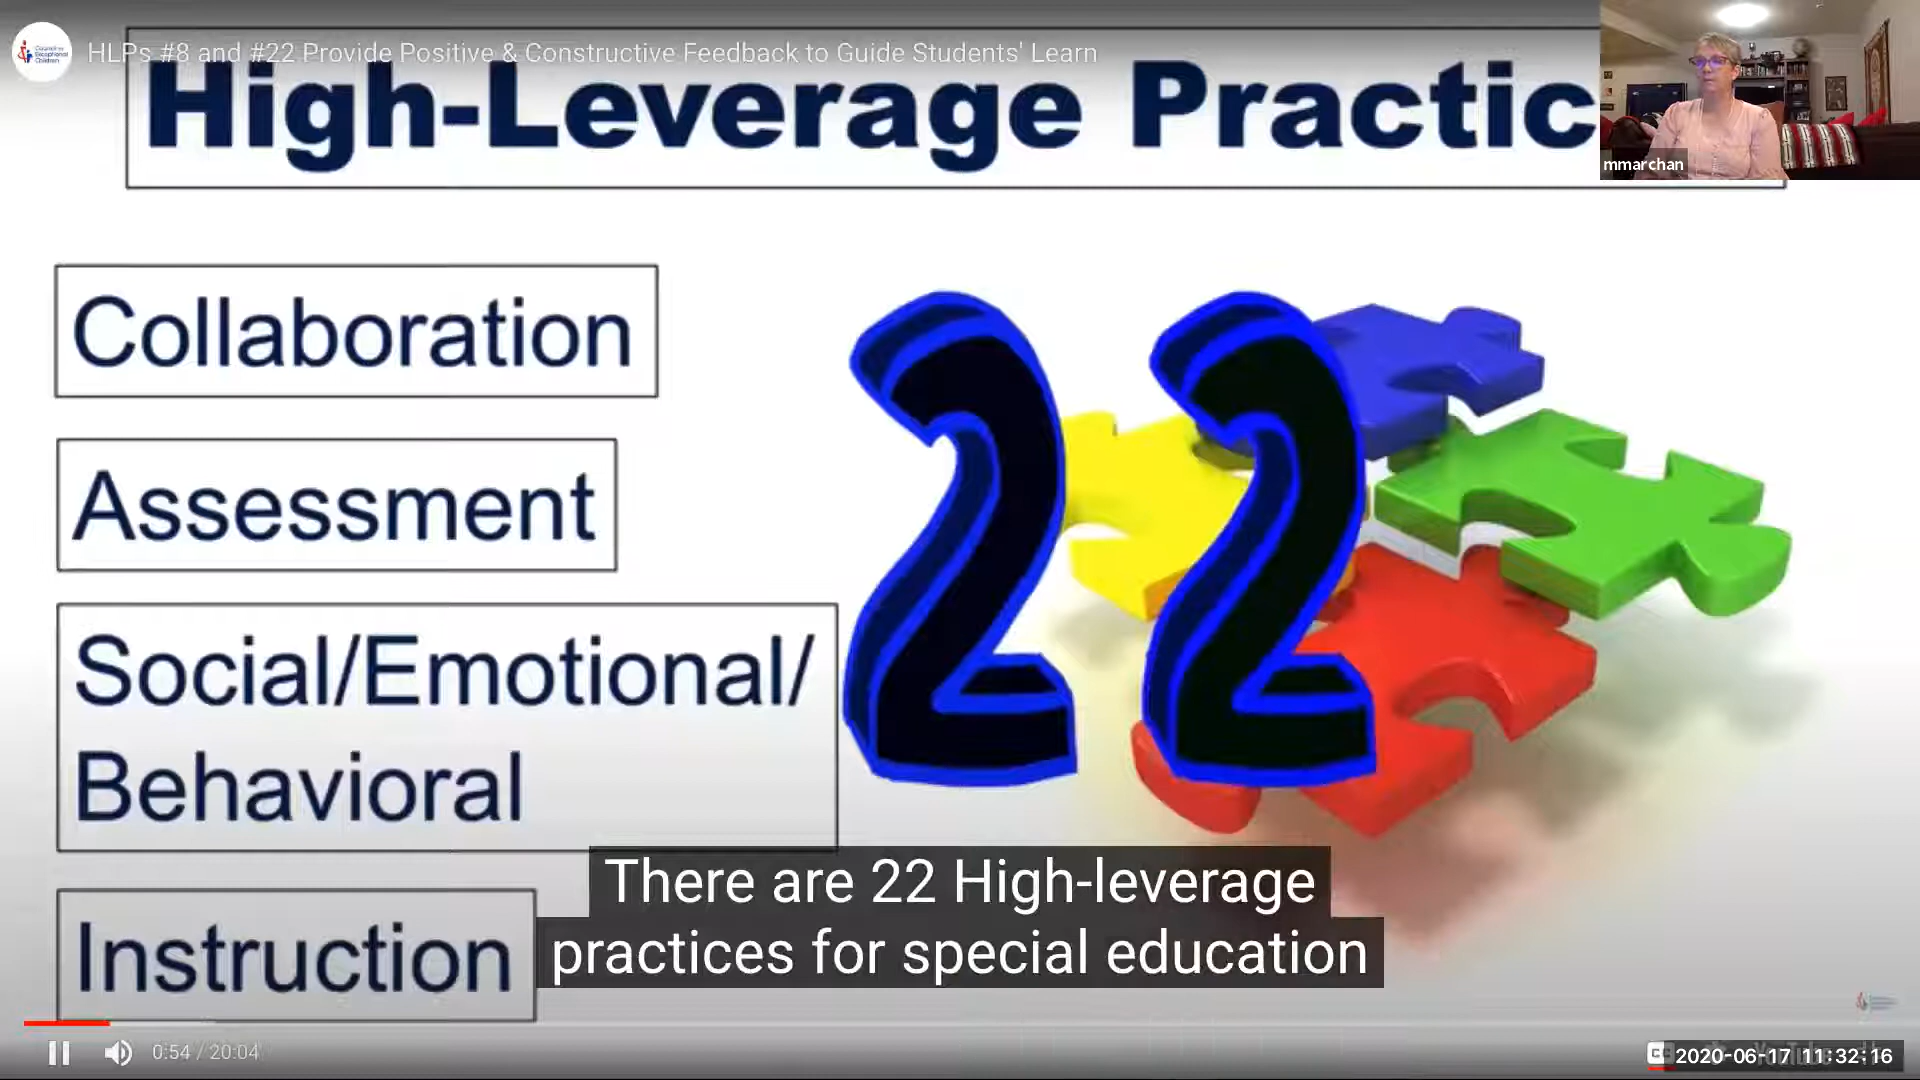 HLPs #8 and #22 Provide Positive & Constructive Feedback to Guide Students' Learn
High-Leverage Practic
mmarchan
Collaboration
Assessment
22
Social/Emotional/
Behavioral
Instruction
There are 22 High-leverage
practices for special education
0:54 / 20:04
CC
2020-06-17 11:32:16